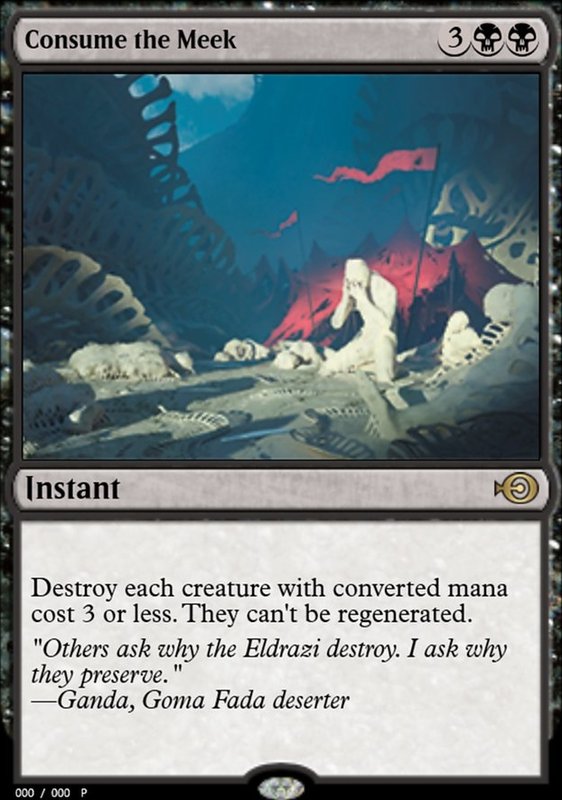 Consume the Meek 3
Instant
Destroy each creature with converted mana
cost 3 or less. They can't be regenerated.
"Others ask why the Eldrazi destroy. I ask why
they preserve."
—Ganda, Goma Fada deserter
000 / 000 P